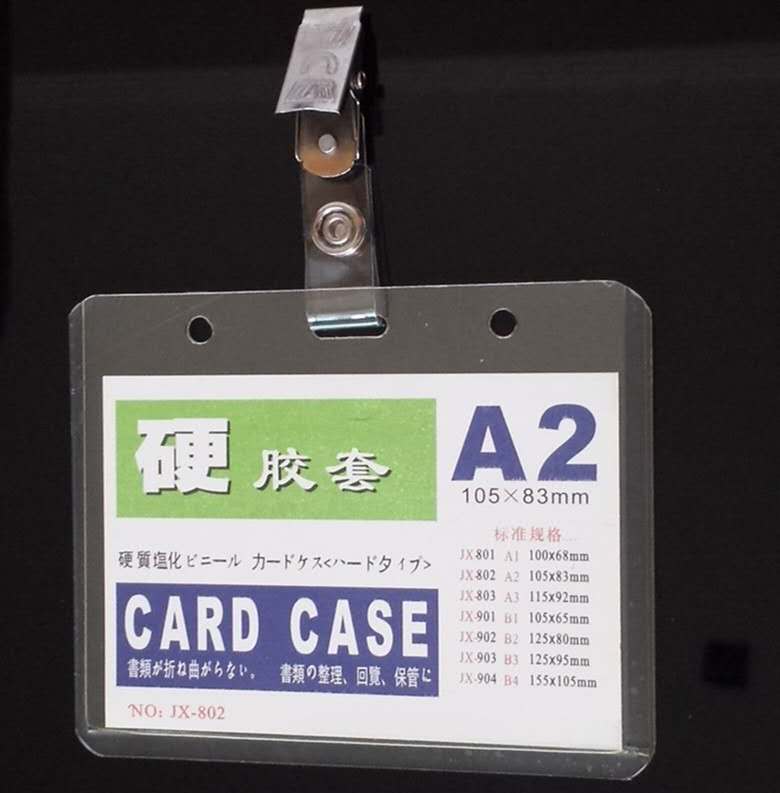 硬 胶套
A2
105×83mm
硬質塩化ビニール カードケス<ハードタイプ>
CARD CASE
書類が折ね曲がらない。 書類の整理、回覧、保管に
NO: JX-802
标准规格...
JX-801 A1 100x68mm
JX-802 A2 105x83mm
JX-803 A3 115x92mm
JX-901 B1 105x65mm
JX-902 B2 125x80mm
JX-903 B3 125x95mm
JX-904 B4 155x105mm